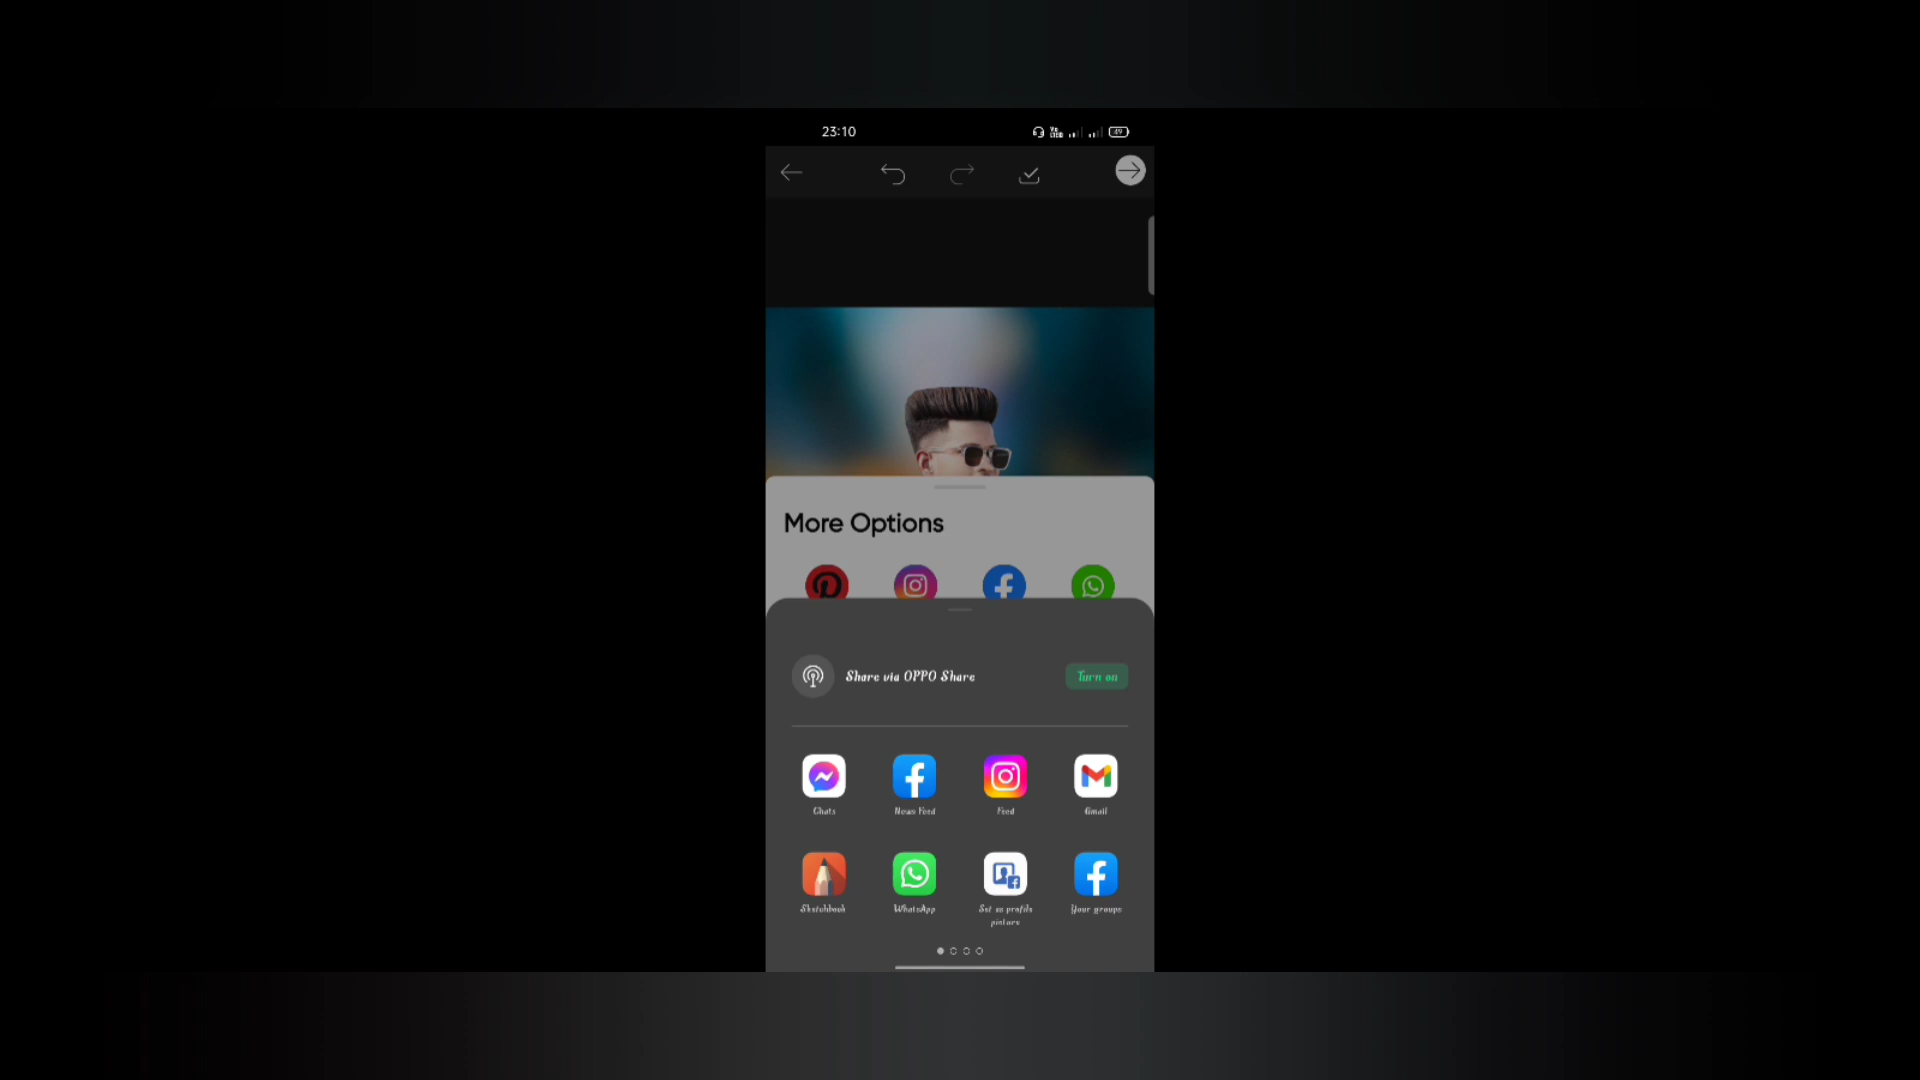 23:10
49
More Options
Share via OPPO Share
Turn on
Chats
News Feed
Feed
Gmail
Sketchbook
WhatsApp
Set as profile
picture
Your groups